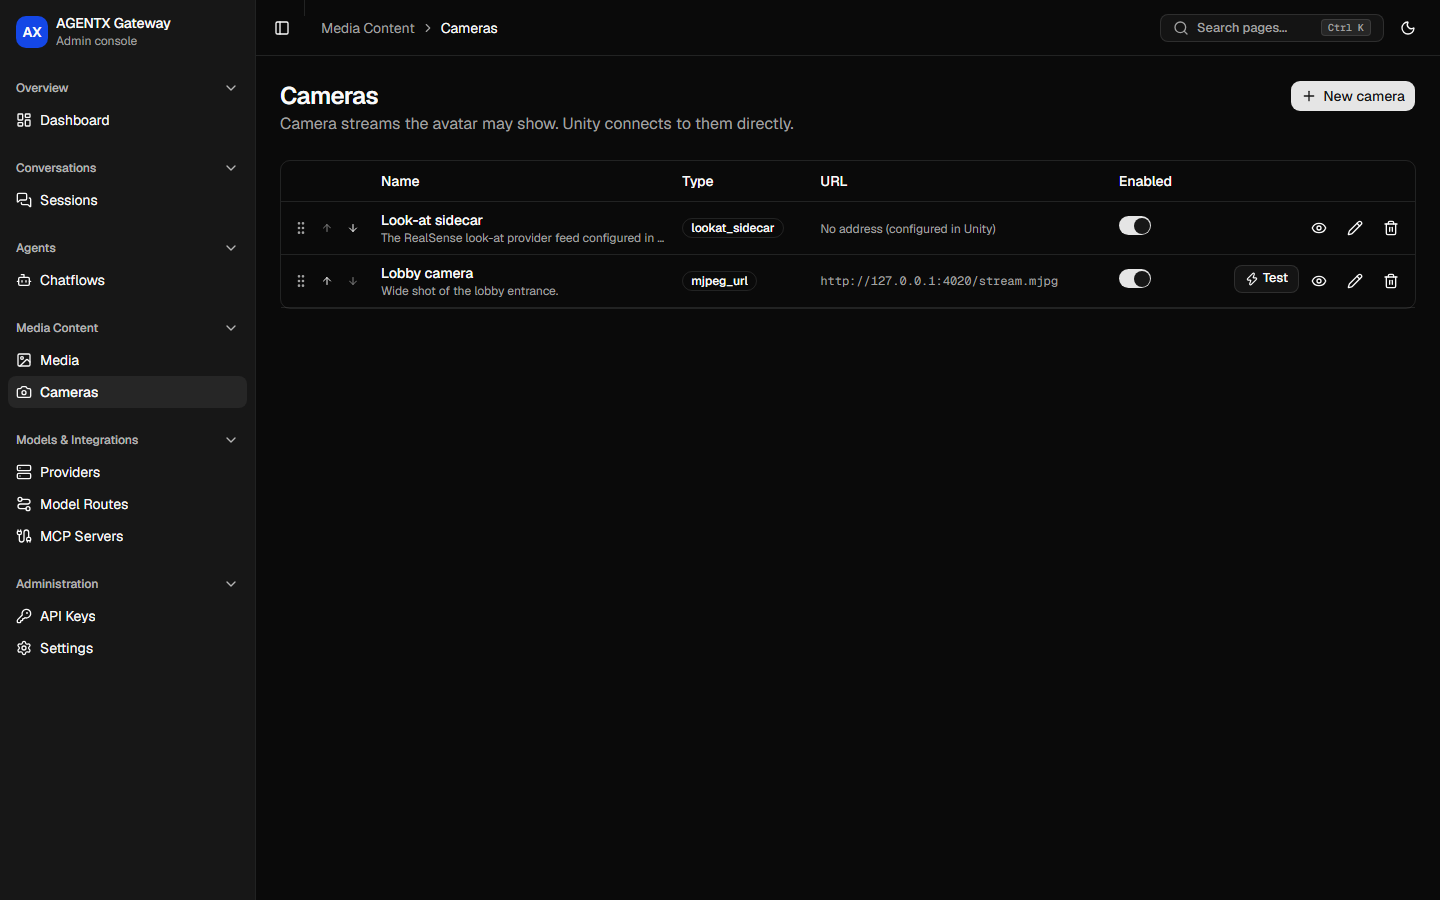 AX
AGENTX Gateway
Admin console
Overview
Dashboard
Conversations
Sessions
Agents
Chatflows
Media Content
Media
Cameras
Models & Integrations
Providers
Model Routes
MCP Servers
Administration
API Keys
Settings
Media Content > Cameras
Search pages... Ctrl K
Cameras
Camera streams the avatar may show. Unity connects to them directly.
New camera
Name Type URL Enabled
Look-at sidecar
The RealSense look-at provider feed configured in …
lookat_sidecar
No address (configured in Unity)
Lobby camera
Wide shot of the lobby entrance.
mjpeg_url
http://127.0.0.1:4020/stream.mjpg
Test